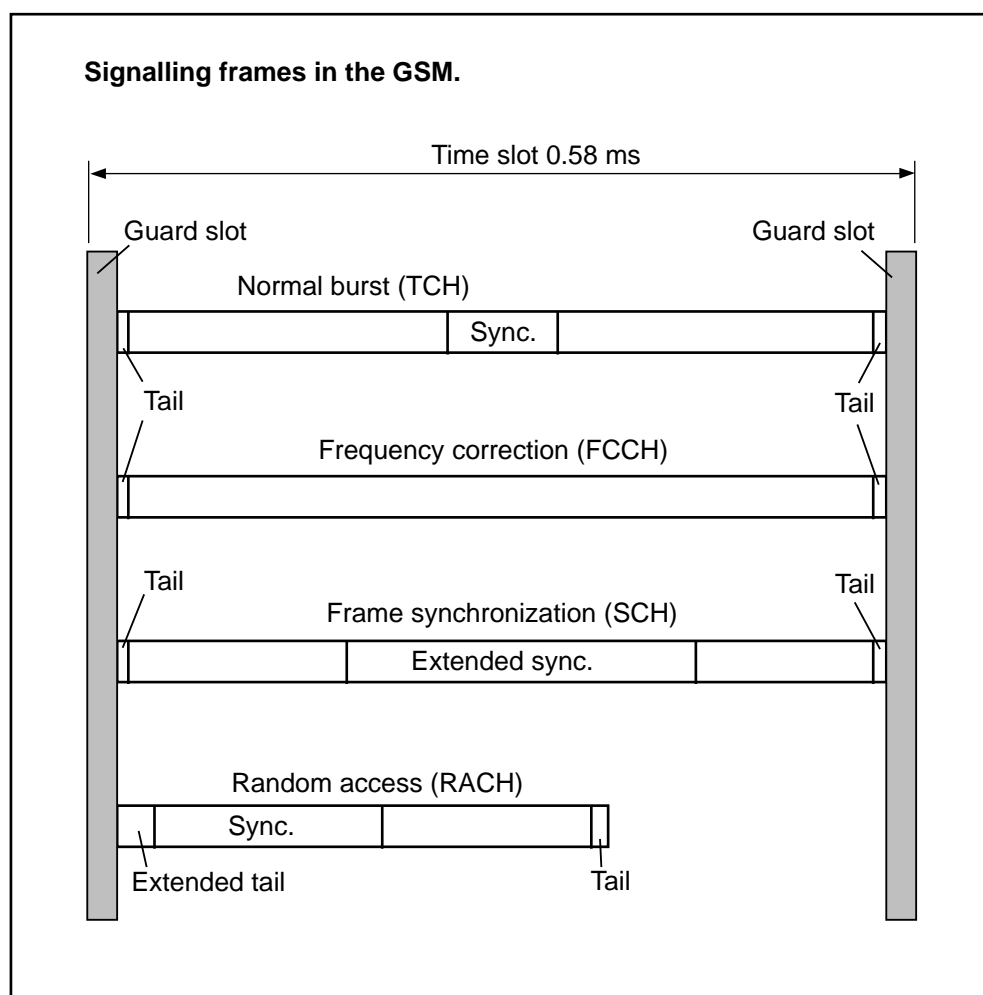 Signalling frames in the GSM.
Time slot 0.58 ms
Guard slot
Guard slot
Normal burst (TCH)
Sync.
Tail
Tail
Frequency correction (FCCH)
Tail
Tail
Frame synchronization (SCH)
Extended sync.
Random access (RACH)
Sync.
Extended tail
Tail